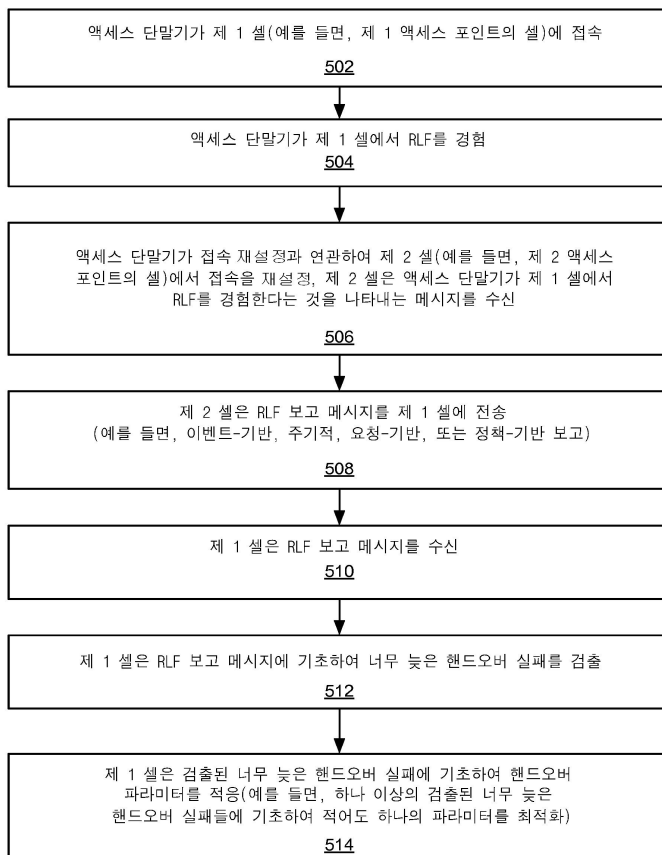 액세스 단말기가 제 1 셀(예를 들면, 제 1 액세스 포인트의 셀)에 접속
502
액세스 단말기가 제 1 셀에서 RLF를 경험
504
액세스 단말기가 접속 재설정과 연관하여 제 2 셀(예를 들면, 제 2 액세스
포인트의 셀)에서 접속을 재설정, 제 2 셀은 액세스 단말기가 제 1 셀에서
RLF를 경험한다는 것을 나타내는 메시지를 수신
506
제 2 셀은 RLF 보고 메시지를 제 1 셀에 전송
(예를 들면, 이벤트-기반, 주기적, 요청-기반, 또는 정책-기반 보고)
508
제 1 셀은 RLF 보고 메시지를 수신
510
제 1 셀은 RLF 보고 메시지에 기초하여 너무 늦은 핸드오버 실패를 검출
512
제 1 셀은 검출된 너무 늦은 핸드오버 실패에 기초하여 핸드오버
파라미터를 적응(예를 들면, 하나 이상의 검출된 너무 늦은
핸드오버 실패들에 기초하여 적어도 하나의 파라미터를 최적화)
514